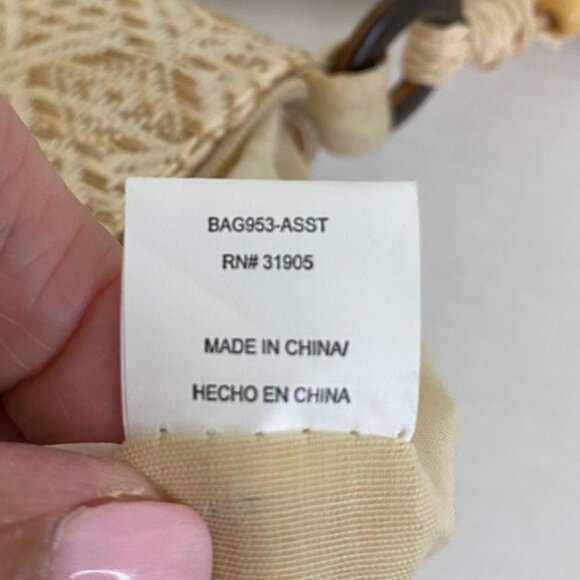 BAG953-ASST
RN# 31905
MADE IN CHINA/
HECHO EN CHINA